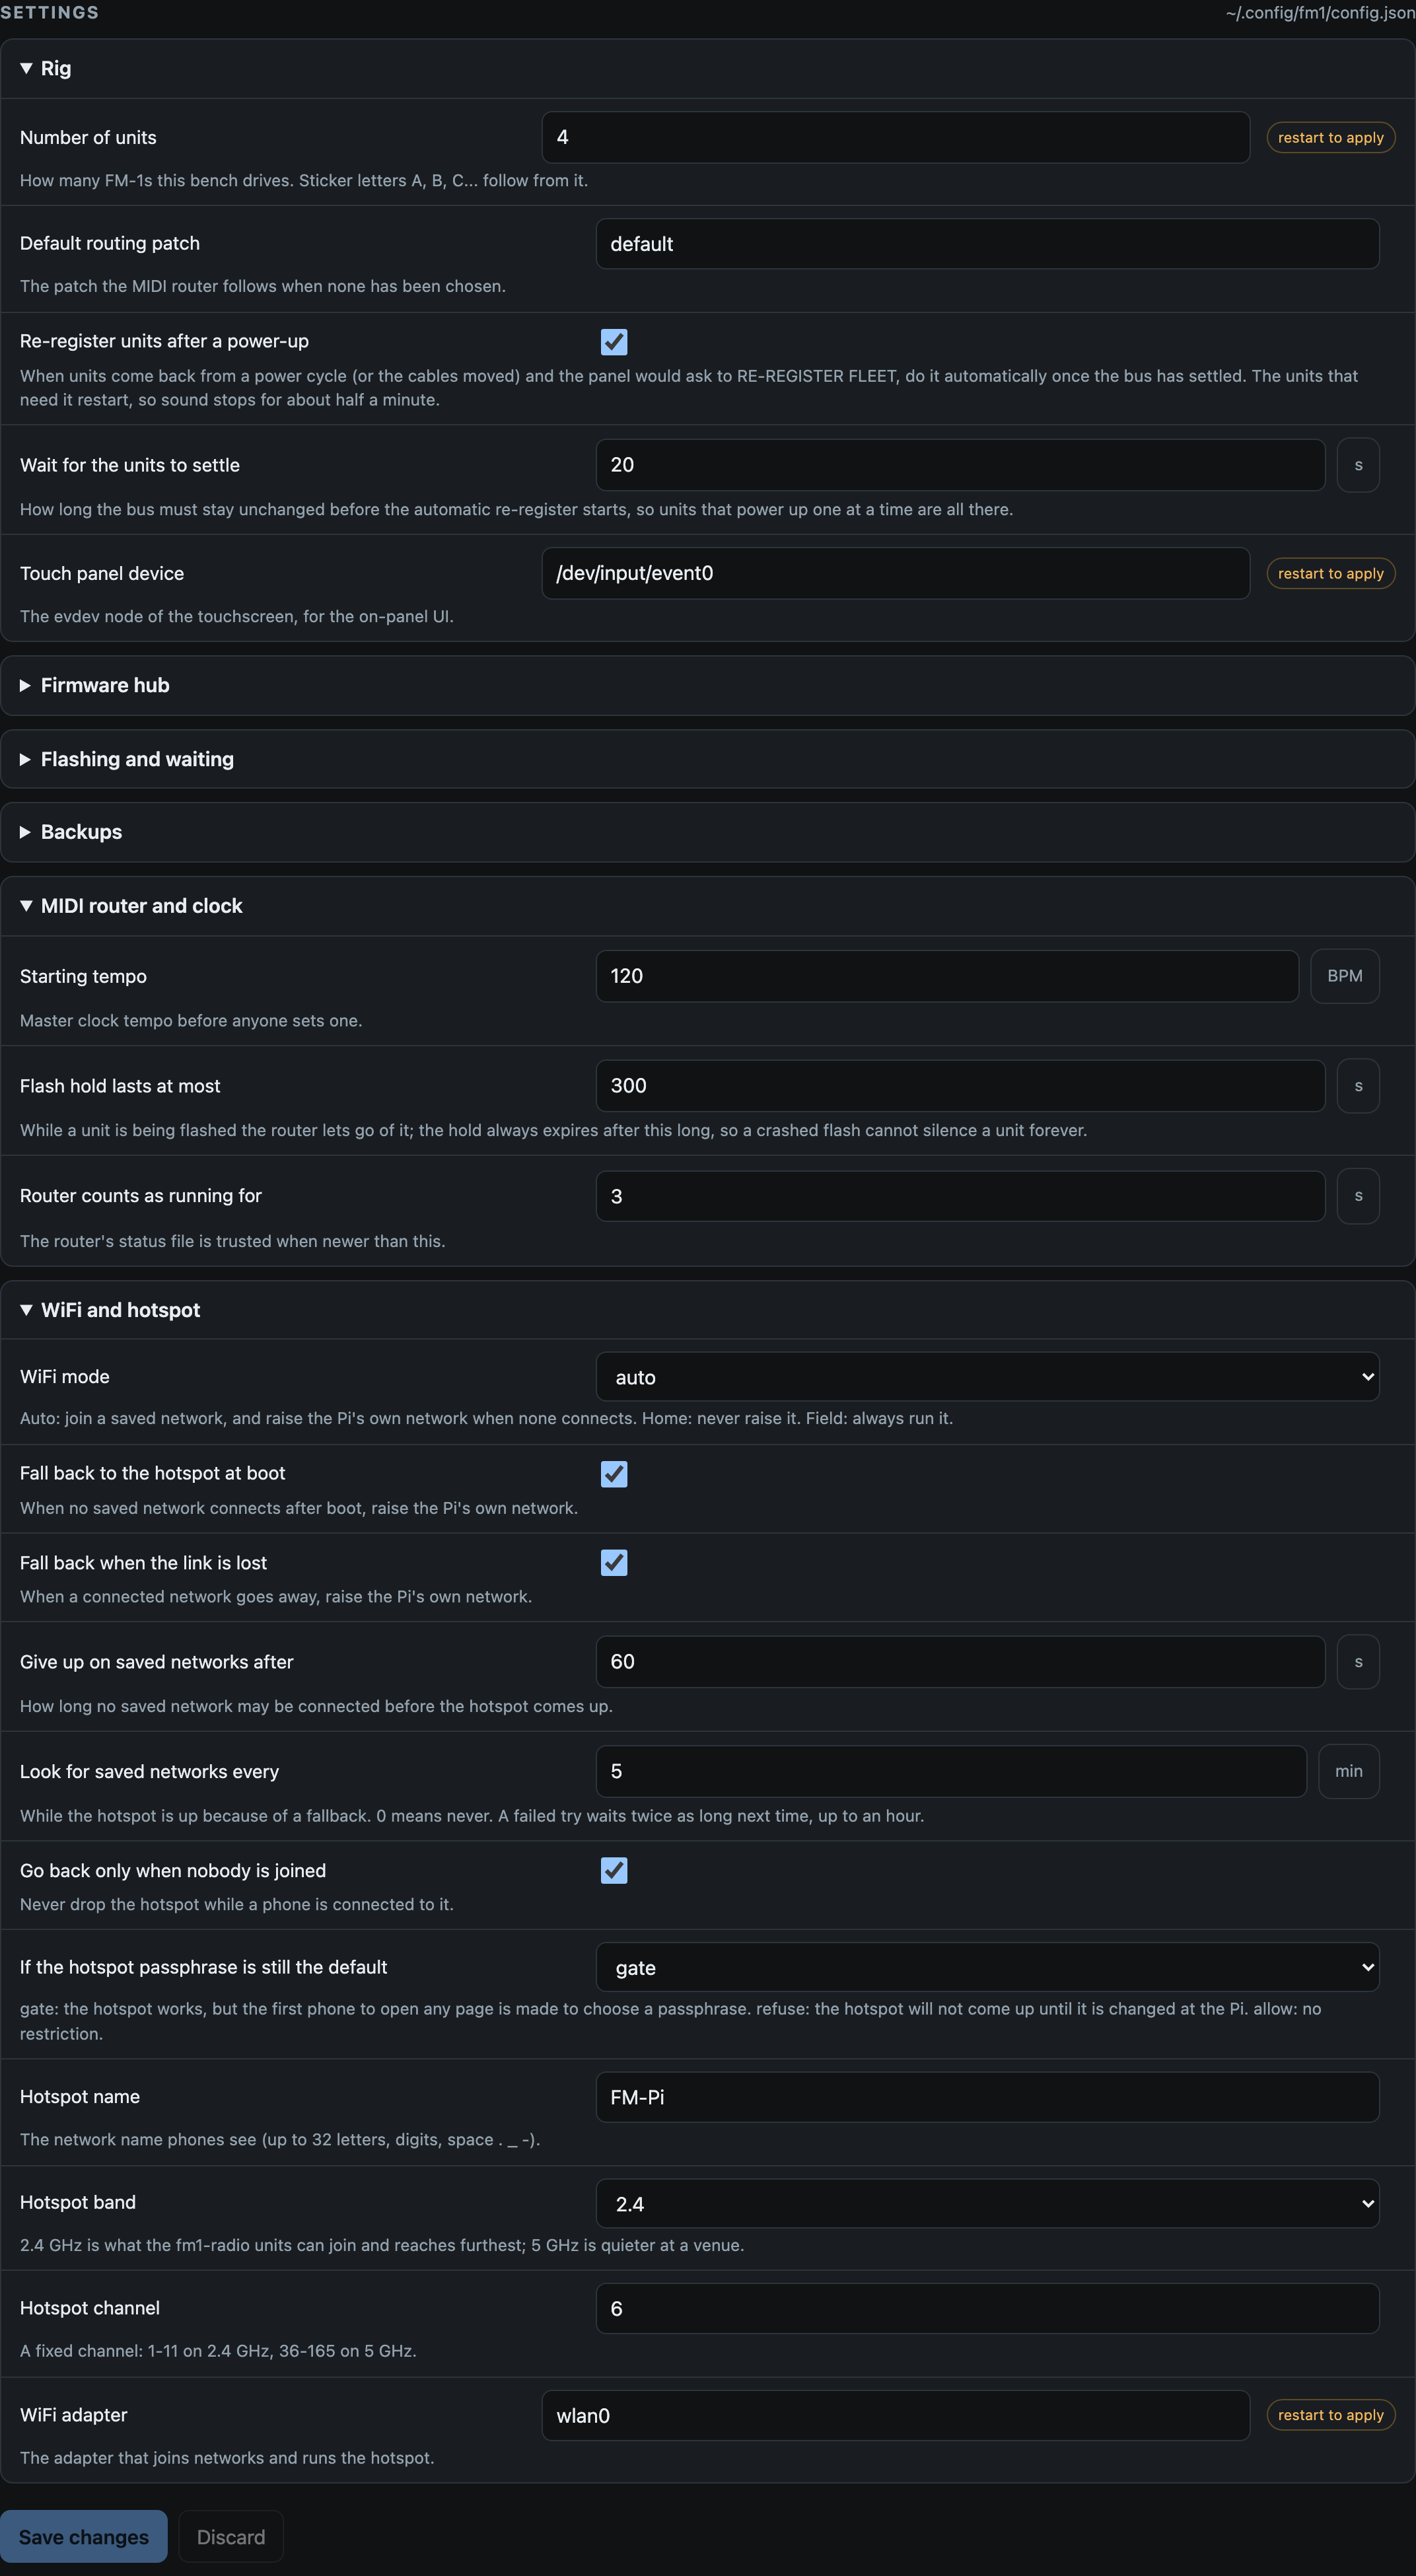 SETTINGS
~/.config/fm1/config.json
▼ Rig
Number of units
4
restart to apply
How many FM-1s this bench drives. Sticker letters A, B, C... follow from it.
Default routing patch
default
The patch the MIDI router follows when none has been chosen.
Re-register units after a power-up
When units come back from a power cycle (or the cables moved) and the panel would ask to RE-REGISTER FLEET, do it automatically once the bus has settled. The units that
need it restart, so sound stops for about half a minute.
Wait for the units to settle
20
s
How long the bus must stay unchanged before the automatic re-register starts, so units that power up one at a time are all there.
Touch panel device
/dev/input/event0
restart to apply
The evdev node of the touchscreen, for the on-panel UI.
▶ Firmware hub
▶ Flashing and waiting
▶ Backups
▼ MIDI router and clock
Starting tempo
120
BPM
Master clock tempo before anyone sets one.
Flash hold lasts at most
300
s
While a unit is being flashed the router lets go of it; the hold always expires after this long, so a crashed flash cannot silence a unit forever.
Router counts as running for
3
s
The router's status file is trusted when newer than this.
▼ WiFi and hotspot
WiFi mode
auto
Auto: join a saved network, and raise the Pi's own network when none connects. Home: never raise it. Field: always run it.
Fall back to the hotspot at boot
When no saved network connects after boot, raise the Pi's own network.
Fall back when the link is lost
When a connected network goes away, raise the Pi's own network.
Give up on saved networks after
60
s
How long no saved network may be connected before the hotspot comes up.
Look for saved networks every
5
min
While the hotspot is up because of a fallback. 0 means never. A failed try waits twice as long next time, up to an hour.
Go back only when nobody is joined
Never drop the hotspot while a phone is connected to it.
If the hotspot passphrase is still the default
gate
gate: the hotspot works, but the first phone to open any page is made to choose a passphrase. refuse: the hotspot will not come up until it is changed at the Pi. allow: no
restriction.
Hotspot name
FM-Pi
The network name phones see (up to 32 letters, digits, space . _ -).
Hotspot band
2.4
2.4 GHz is what the fm1-radio units can join and reaches furthest; 5 GHz is quieter at a venue.
Hotspot channel
6
A fixed channel: 1-11 on 2.4 GHz, 36-165 on 5 GHz.
WiFi adapter
wlan0
restart to apply
The adapter that joins networks and runs the hotspot.
Save changes
Discard